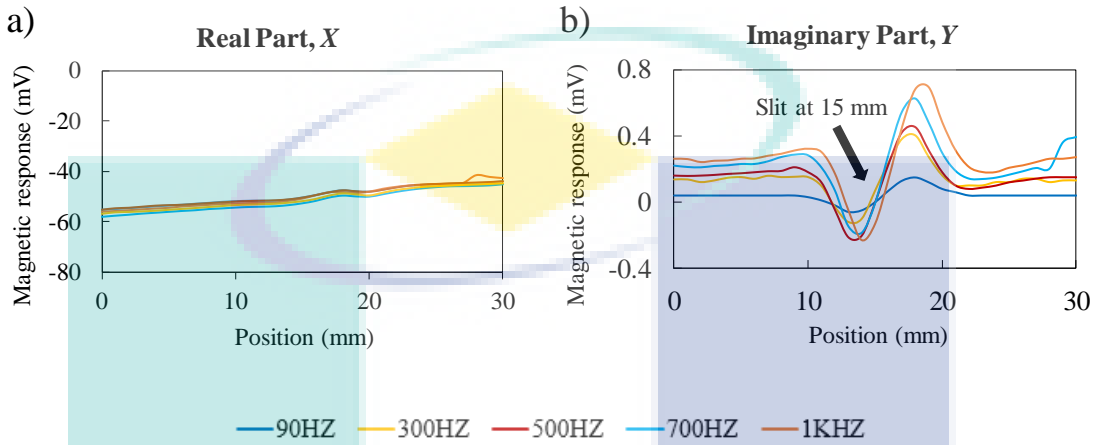 a)
Real Part, X
Magnetic response (mV)
0
-20
-40
-60
-80
0
10
20
30
Position (mm)
b)
Imaginary Part, Y
Magnetic response (mV)
0.8
0.4
0
-0.4
Slit at 15 mm
0
10
20
30
Position (mm)
90HZ
300HZ
500HZ
700HZ
1KHZ